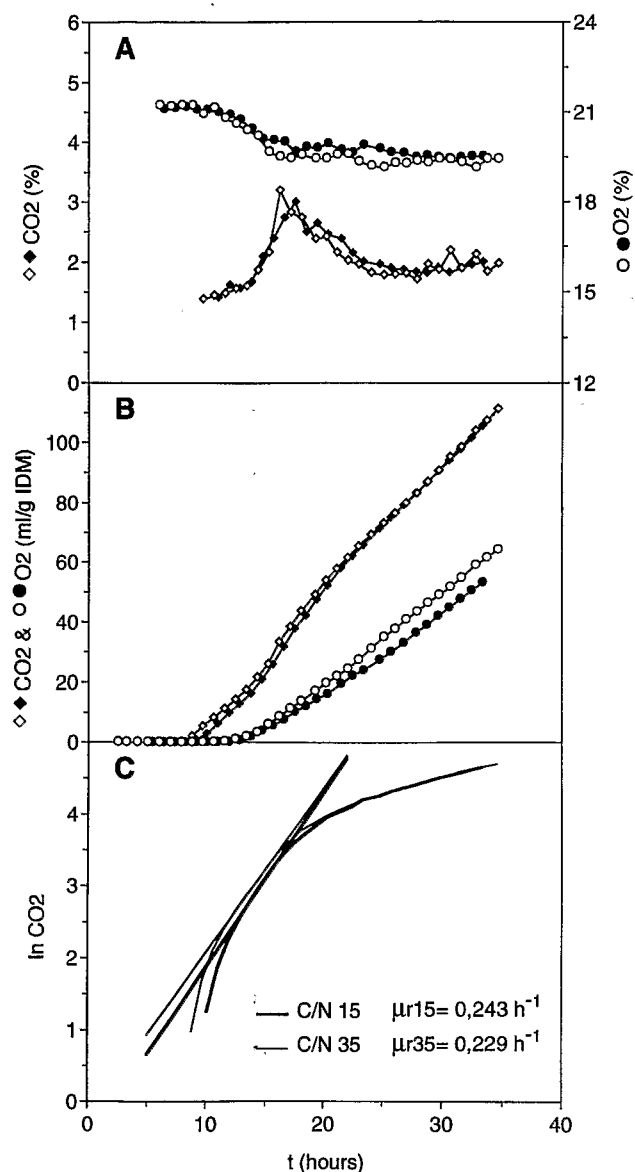 A
6
5
4
3
2
1
0
◇ ◆ CO2 (%)
24
21
18
15
12
○ ● O2 (%)
B
100
80
60
40
20
0
◇ ◆ CO2 & ○ ● O2 (ml/g IDM)
C
4
3
2
1
0
ln CO2
C/N 15 μr15= 0,243 h⁻¹
C/N 35 μr35= 0,229 h⁻¹
0 10 20 30 40
t (hours)